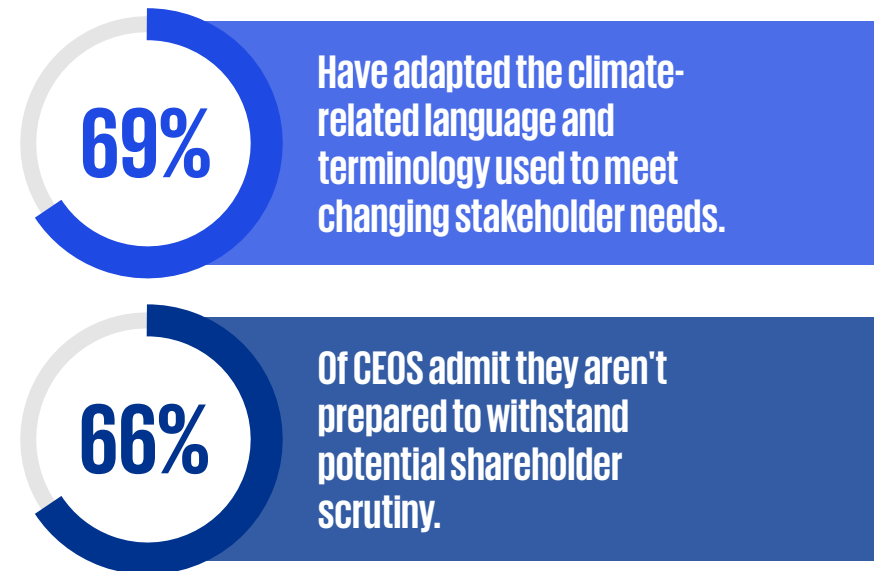 69%
Have adapted the climate-
related language and
terminology used to meet
changing stakeholder needs.
66%
Of CEOS admit they aren't
prepared to withstand
potential shareholder
scrutiny.